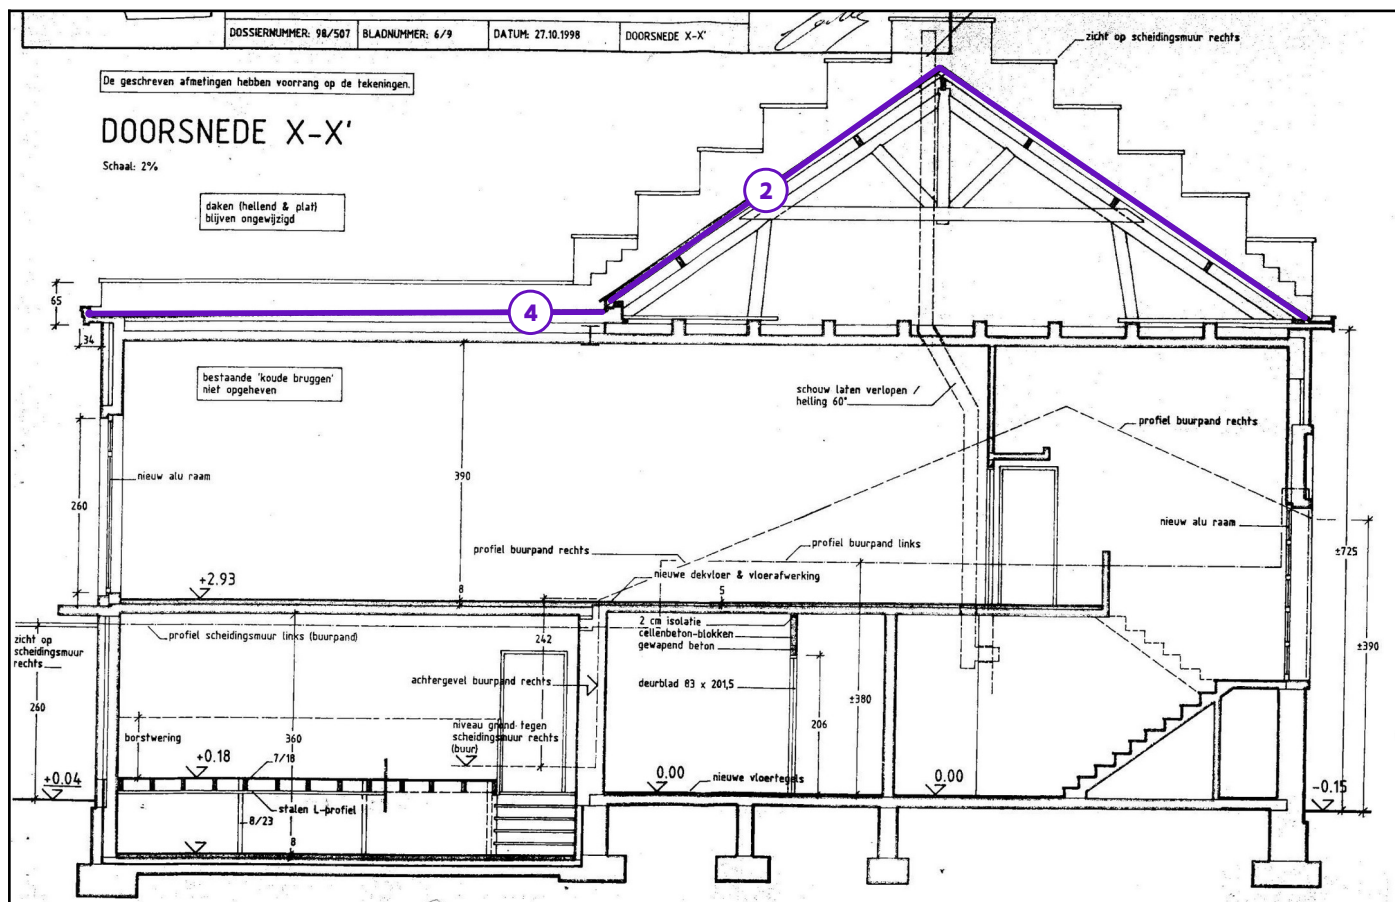 DOSSIERNUMMER: 98/507
BLADNUMMER: 6/9
DATUM: 27.10.1998
DOORSNEDE X-X'
De geschreven afmetingen hebben voorrang op de tekeningen.
DOORSNEDE X-X'
Schaal: 2%
daken (hellend & plat)
blijven ongewijzigd
zicht op scheidingsmuur rechts
2
4
65
34
bestaande 'koude bruggen'
niet opgeheven
390
schouw laten verlopen /
helling 60°
profiel buurpand rechts
nieuw alu raam
260
nieuw alu raam
±725
profiel buurpand rechts
profiel buurpand links
nieuwe dekvloer & vloerafwerking
+2.93
8
5
profiel scheidingsmuur links (buurpand)
242
2 cm isolatie
cellenbeton-blokken
gewapend beton
zicht op
scheidingsmuur
rechts
±390
achtergevel buurpand rechts
deurblad 83 x 201,5
±380
260
borstwering
360
niveau grond tegen
scheidingsmuur rechts
(buur)
206
+0.18
7/18
+0.04
0.00
nieuwe vloertegels
0.00
-0.15
stalen L-profiel
8/23
8